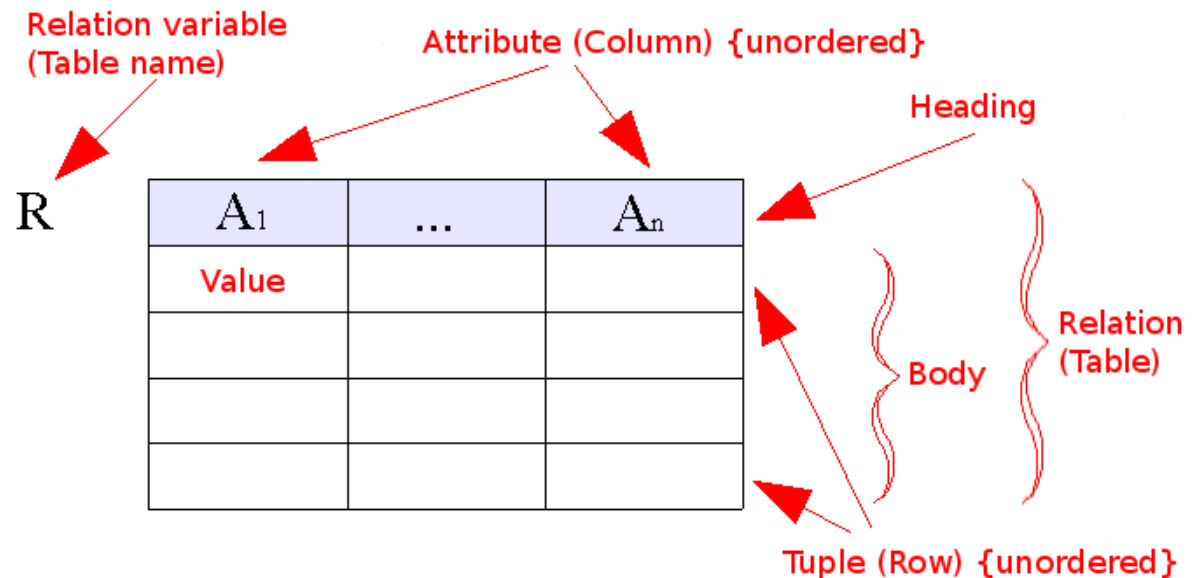 Relation variable
(Table name)
Attribute (Column) {unordered}
Heading
R
A1 ... An
Value
Relation
(Table)
Body
Tuple (Row) {unordered}